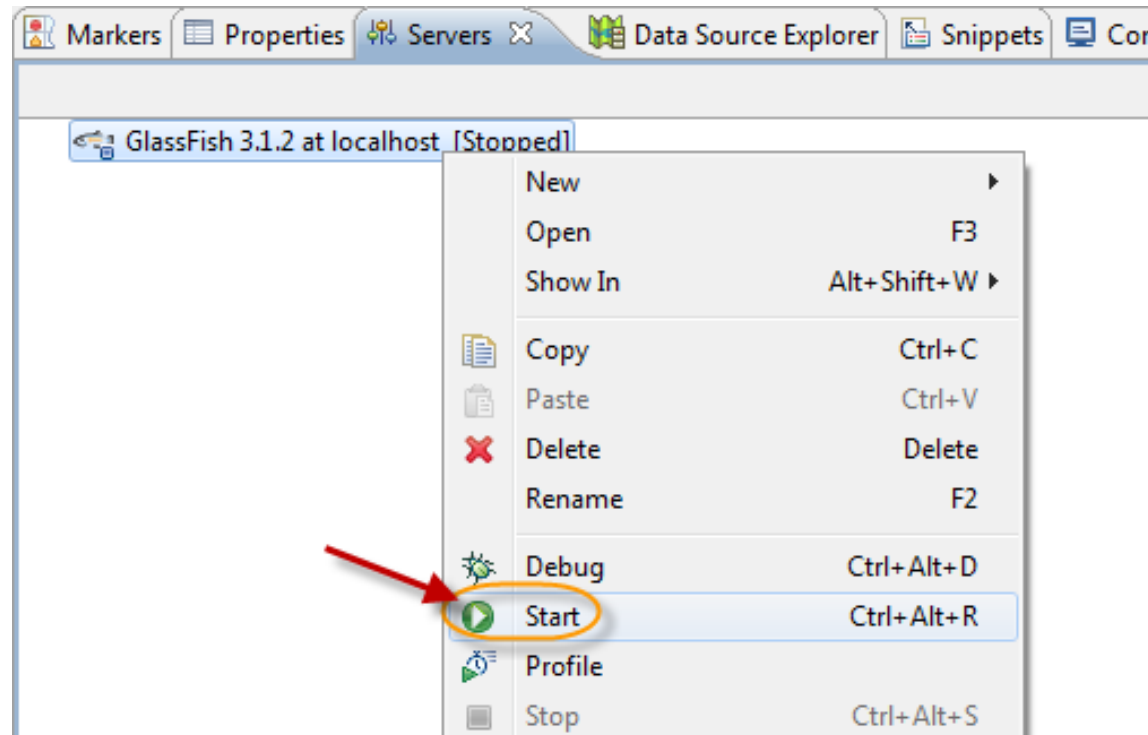 Markers Properties Servers Data Source Explorer Snippets
GlassFish 3.1.2 at localhost [Stopped]
New
Open F3
Show In Alt+Shift+W
Copy Ctrl+C
Paste Ctrl+V
Delete Delete
Rename F2
Debug Ctrl+Alt+D
Start Ctrl+Alt+R
Profile
Stop Ctrl+Alt+S